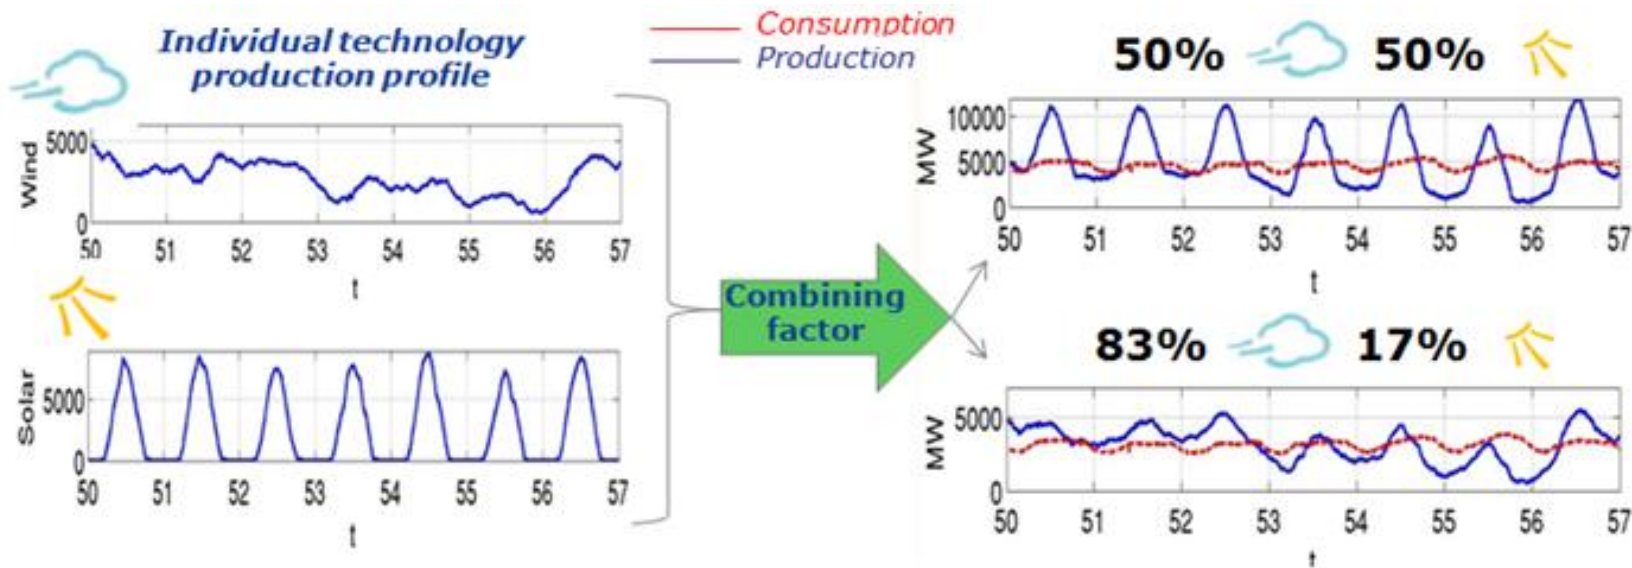 Individual technology
production profile
Consumption
Production
Wind
5000
0
50 51 52 53 54 55 56 57
t
Solar
5000
0
50 51 52 53 54 55 56 57
t
Combining
factor
50% 50%
MW
10000
5000
0
50 51 52 53 54 55 56 57
t
83% 17%
MW
5000
0
50 51 52 53 54 55 56 57
t